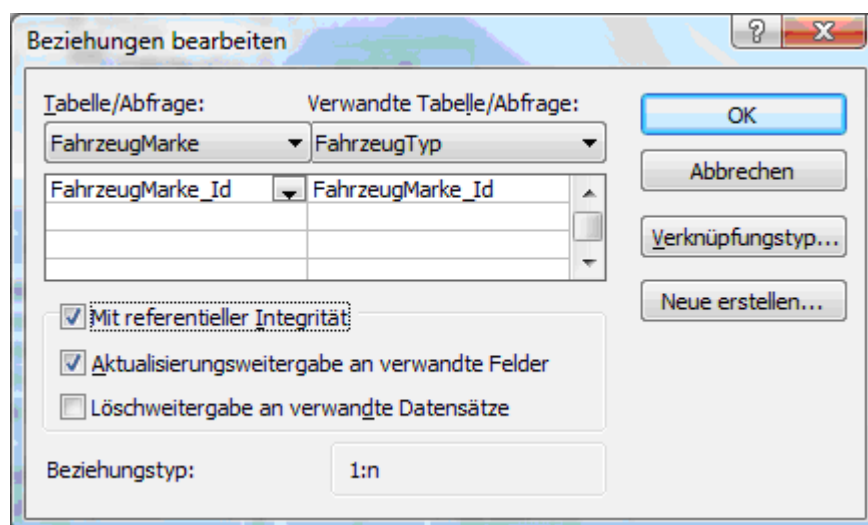 Beziehungen bearbeiten
Tabelle/Abfrage: Verwandte Tabelle/Abfrage:
FahrzeugMarke FahrzeugTyp
FahrzeugMarke_Id FahrzeugMarke_Id
Mit referentieller Integrität
Aktualisierungsweitergabe an verwandte Felder
Löschweitergabe an verwandte Datensätze
Beziehungstyp: 1:n
OK
Abbrechen
Verknüpfungstyp...
Neue erstellen...